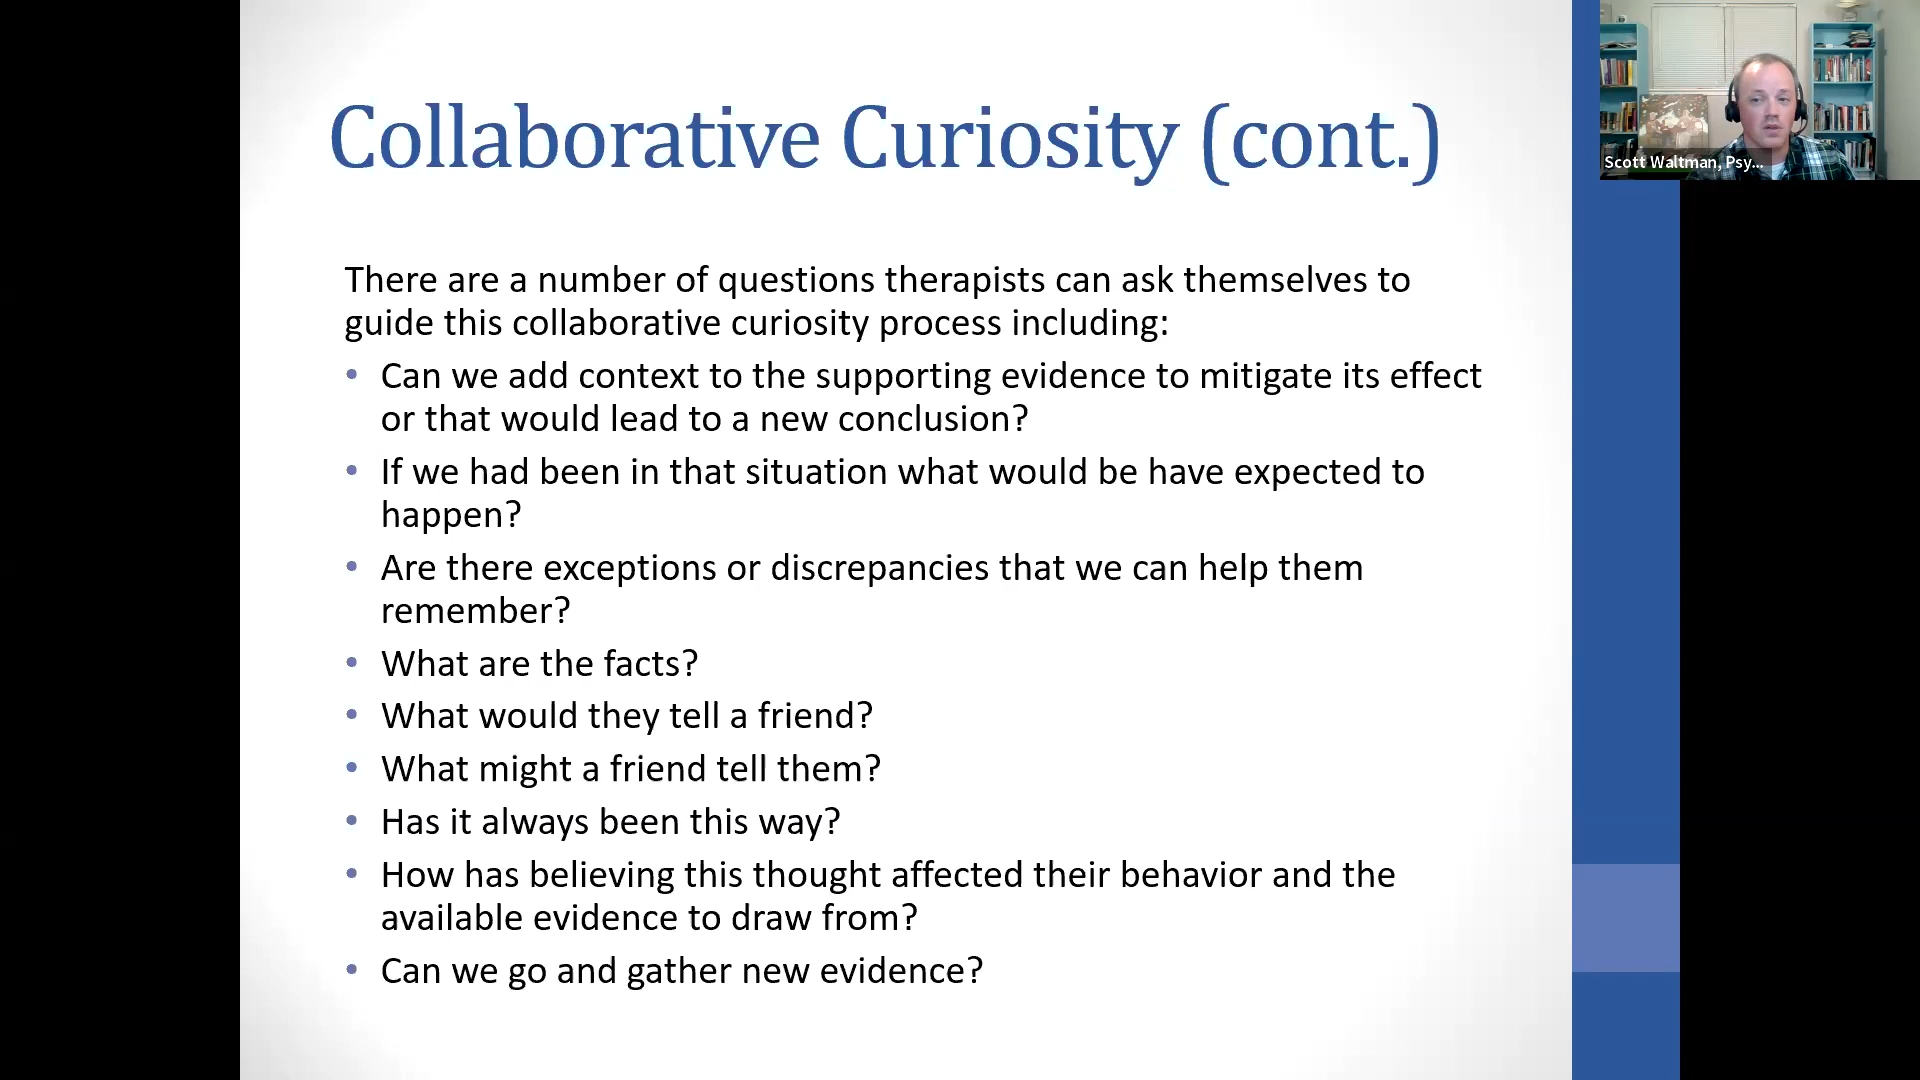 Collaborative Curiosity (cont.)
Scott Waltman, Psy...
There are a number of questions therapists can ask themselves to
guide this collaborative curiosity process including:
• Can we add context to the supporting evidence to mitigate its effect
or that would lead to a new conclusion?
• If we had been in that situation what would be have expected to
happen?
• Are there exceptions or discrepancies that we can help them
remember?
• What are the facts?
• What would they tell a friend?
• What might a friend tell them?
• Has it always been this way?
• How has believing this thought affected their behavior and the
available evidence to draw from?
• Can we go and gather new evidence?